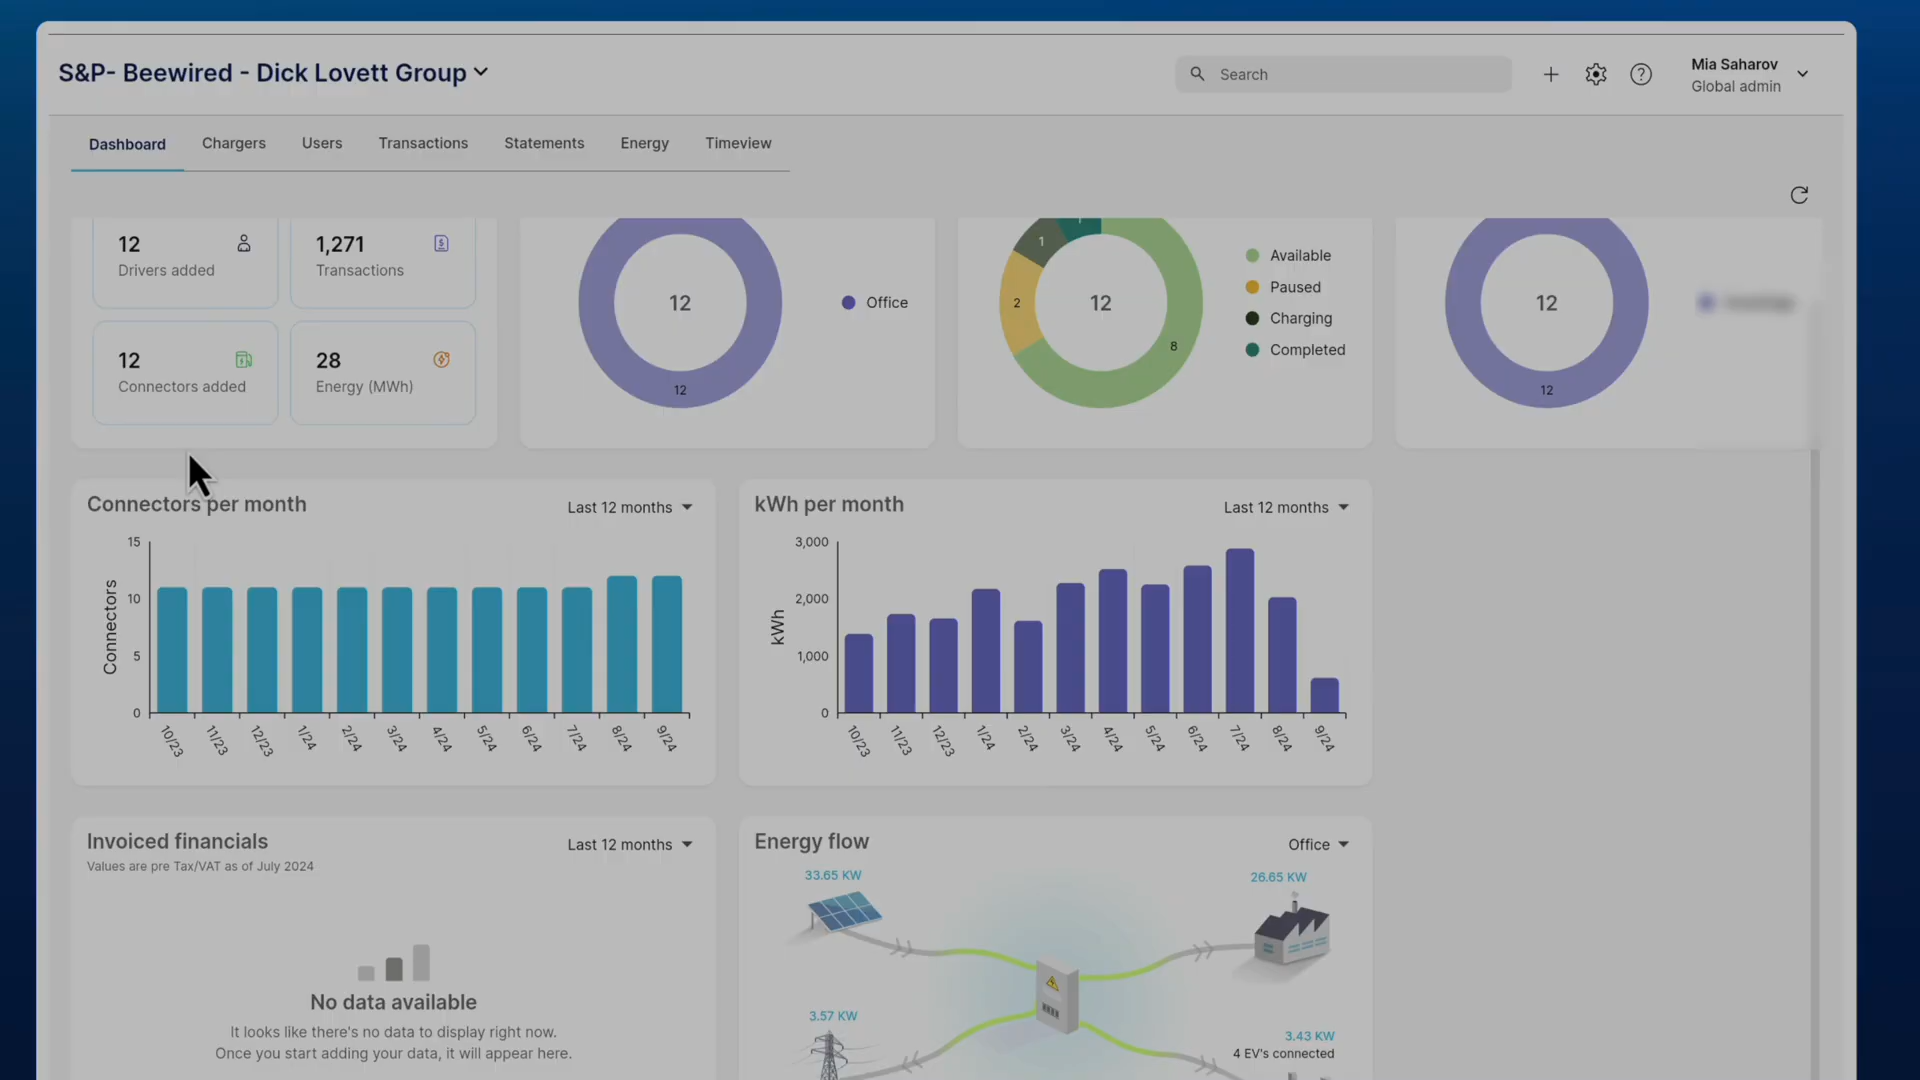 S&P- Beewired - Dick Lovett Group
Search
Mia Saharov
Global admin
Dashboard
Chargers
Users
Transactions
Statements
Energy
Timeview
12
Drivers added
1,271
Transactions
12
Connectors added
28
Energy (MWh)
12
12
Office
1
1
2
12
8
Available
Paused
Charging
Completed
12
12
Connectors per month
Last 12 months
15
10
5
0
Connectors
10/23
11/23
12/23
1/24
2/24
3/24
4/24
5/24
6/24
7/24
8/24
9/24
kWh per month
Last 12 months
3,000
2,000
1,000
0
kWh
10/23
11/23
12/23
1/24
2/24
3/24
4/24
5/24
6/24
7/24
8/24
9/24
Invoiced financials
Last 12 months
Values are pre Tax/VAT as of July 2024
No data available
It looks like there's no data to display right now.
Once you start adding your data, it will appear here.
Energy flow
Office
33.65 KW
26.65 KW
3.57 KW
3.43 KW
4 EV's connected